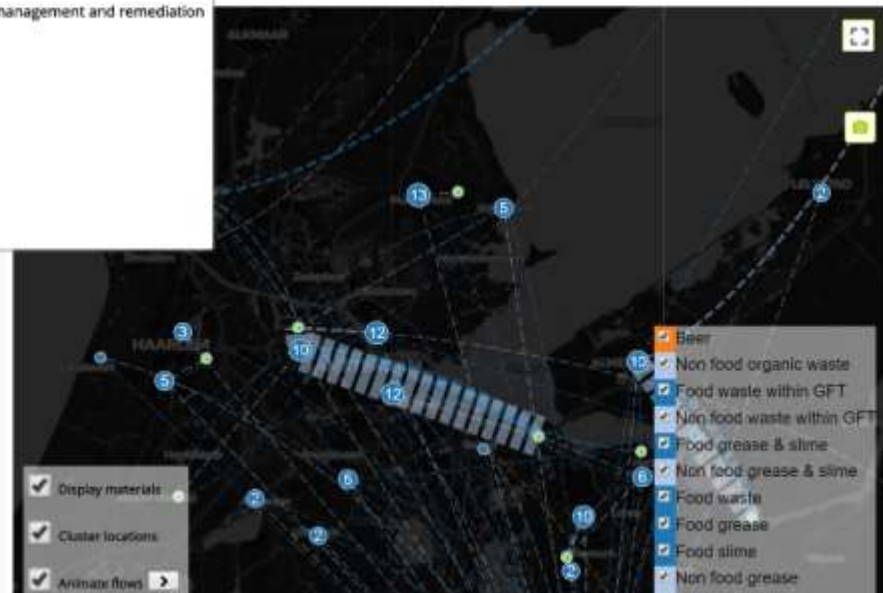 management and remediation
ALKMAAR
13
5
2
3
12
HAARLEM
10
12
5
6
2
10
6
2
Display materials
Cluster locations
Animate flows
Beer
Non food organic waste
Food waste within GFT
Non food waste within GFT
Food grease & slime
Non food grease & slime
Food waste
Food grease
Food slime
Non food grease